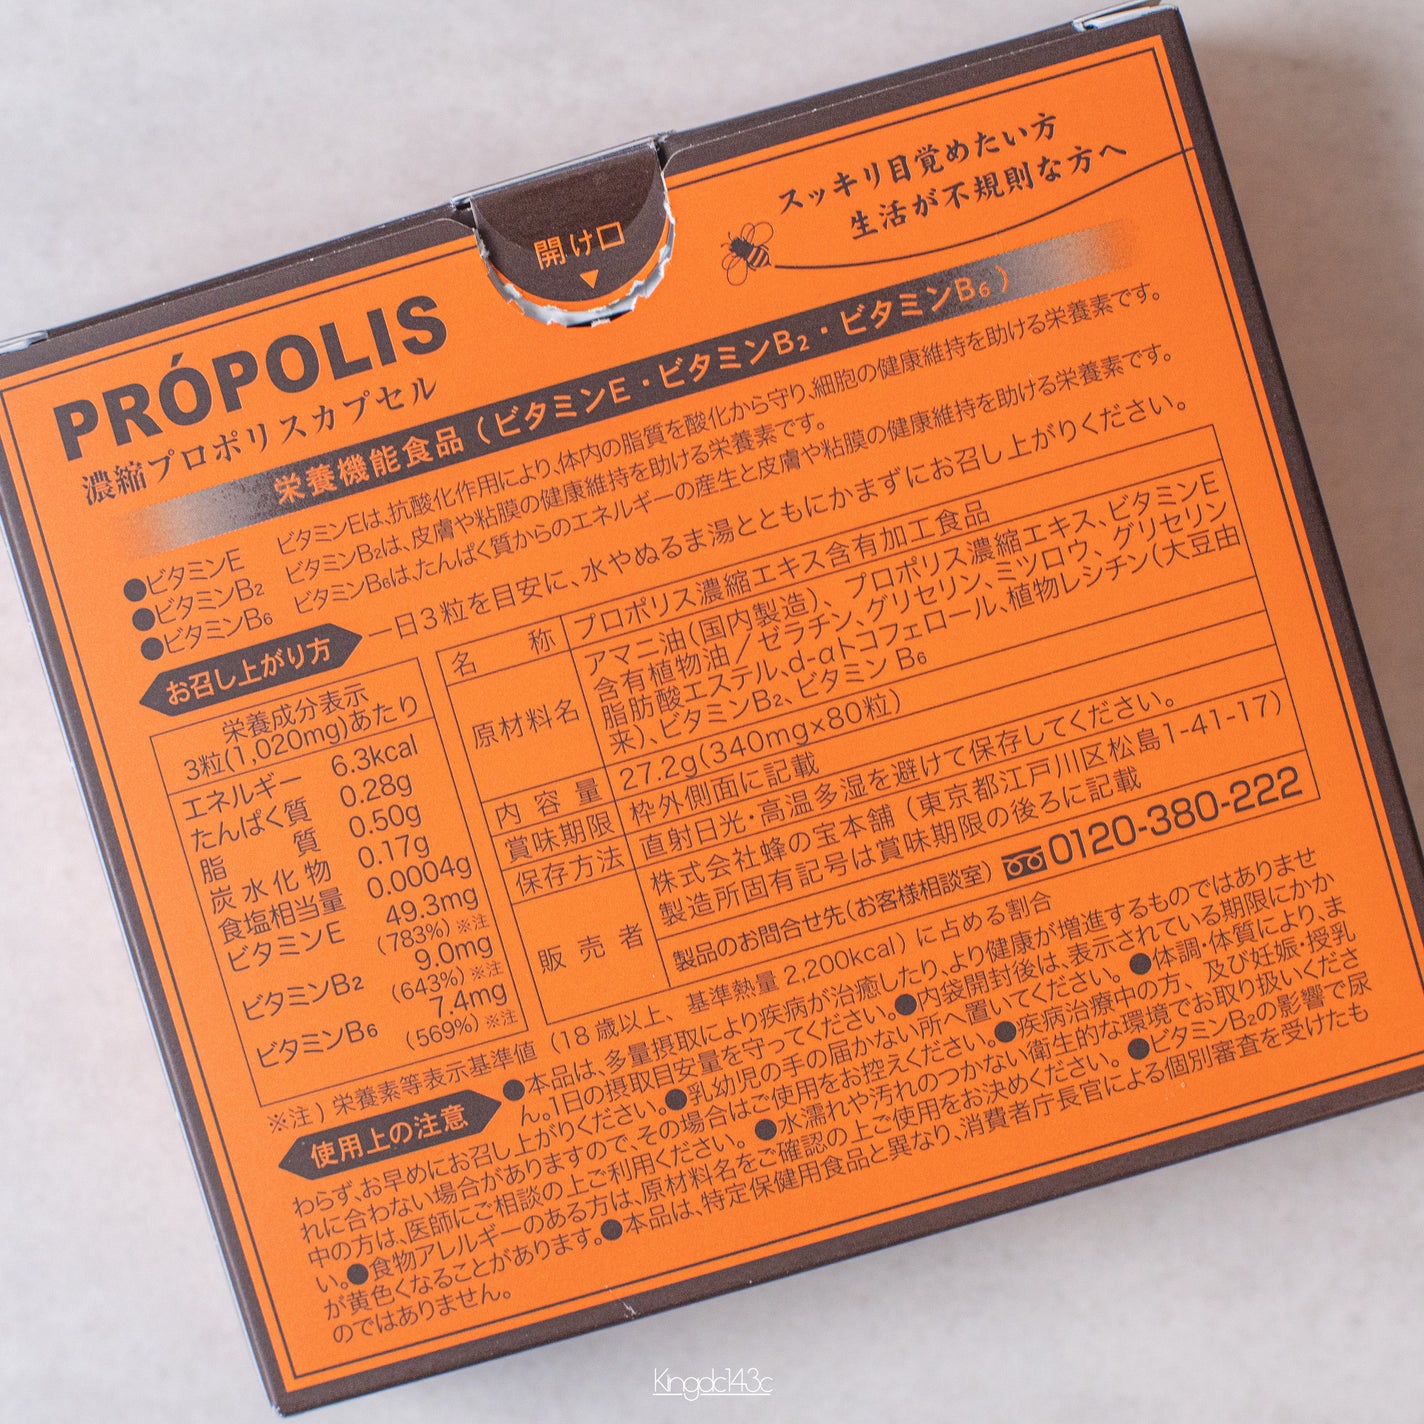 スッキリ目覚めたい方
生活が不規則な方へ
開け口
PRÓPOLIS
濃縮プロポリスカプセル
栄養機能食品（ビタミンE・ビタミンB₂・ビタミンB₆）
●ビタミンE ビタミンEは、抗酸化作用により、体内の脂質を酸化から守り、細胞の健康維持を助ける栄養素です。
●ビタミンB₂ ビタミンB₂は、皮膚や粘膜の健康維持を助ける栄養素です。
●ビタミンB₆ ビタミンB₆は、たんぱく質からのエネルギーの産生と皮膚や粘膜の健康維持を助ける栄養素です。
お召し上がり方 一日3粒を目安に、水やぬるま湯とともにかまずにお召し上がりください。
栄養成分表示
3粒(1,020mg)あたり
エネルギー 6.3kcal
たんぱく質 0.28g
脂質 0.50g
炭水化物 0.17g
食塩相当量 0.0004g
ビタミンE 49.3mg
(783%)※注
ビタミンB₂ 9.0mg
(643%)※注
ビタミンB₆ 7.4mg
(569%)※注
名称 プロポリス濃縮エキス含有加工食品
原材料名 アマニ油(国内製造)、プロポリス濃縮エキス、ビタミンE
含有植物油／ゼラチン、グリセリン、ミツロウ、グリセリン
脂肪酸エステル、d-αトコフェロール、植物レシチン(大豆由
来)、ビタミンB₂、ビタミン B₆
内容量 27.2g(340mg×80粒)
賞味期限 枠外側面に記載
保存方法 直射日光・高温多湿を避けて保存してください。
販売者 株式会社蜂の宝本舗（東京都江戸川区松島1-41-17）
製造所固有記号は賞味期限の後ろに記載
製品のお問合せ先(お客様相談室) 0120-380-222
※注）栄養素等表示基準値（18歳以上、基準熱量 2,200kcal）に占める割合
使用上の注意 ●本品は、多量摂取により疾病が治癒したり、より健康が増進するものではありませ
ん。1日の摂取目安量を守ってください。●内袋開封後は、表示されている期限にかか
わらず、お早めにお召し上がりください。●乳幼児の手の届かない所へ置いてください。●体調・体質により、ま
れに合わない場合がありますので、その場合はご使用をお控えください。●疾病治療中の方、及び妊娠・授乳
中の方は、医師にご相談の上ご利用ください。●水濡れや汚れのつかない衛生的な環境でお取り扱いくださ
い。●食物アレルギーのある方は、原材料名をご確認の上ご使用をお決めください。●ビタミンB₂の影響で尿
が黄色くなることがあります。●本品は、特定保健用食品と異なり、消費者庁長官による個別審査を受けたも
のではありません。
Kingdc143c